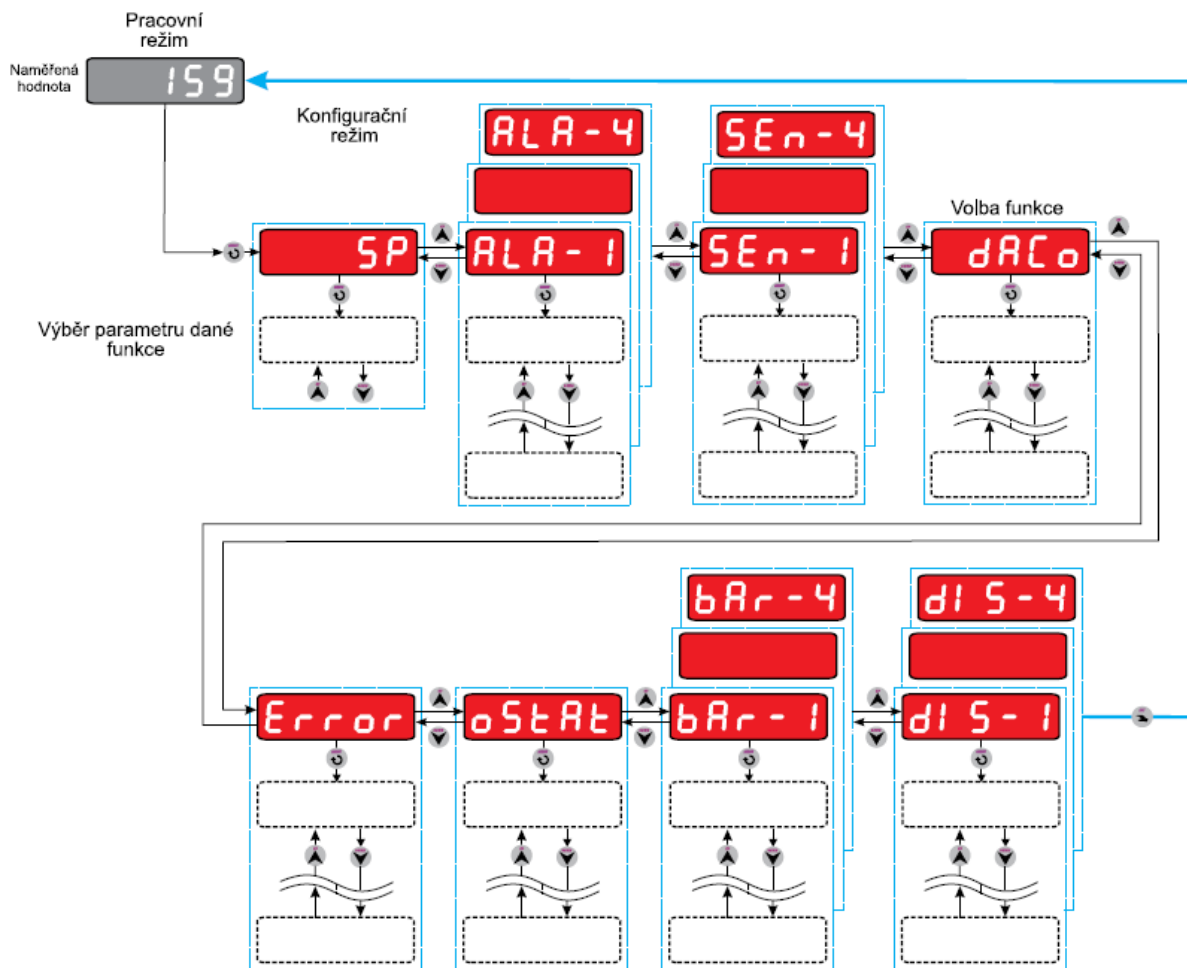 Pracovní
režim
Naměřená
hodnota
159
Konfigurační
režim
ALA-4
SEn-4
Volba funkce
SP
ALA-1
SEn-1
dACo
Výběr parametru dané
funkce
bAr-4
dIS-4
Error
oStAt
bAr-1
dIS-1